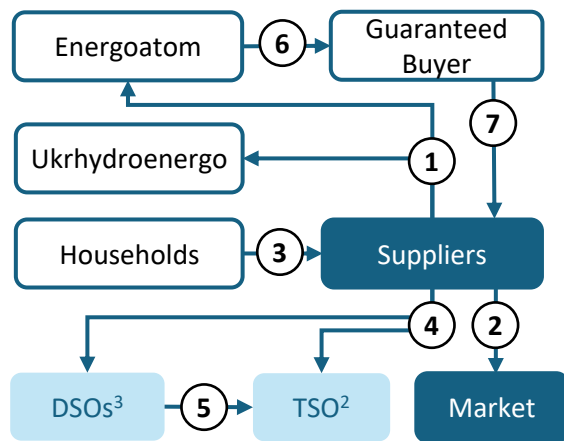 Energoatom
6
Guaranteed
Buyer
7
Ukrhydroenergo
1
Households
3
Suppliers
4
2
DSOs³
5
TSO²
Market